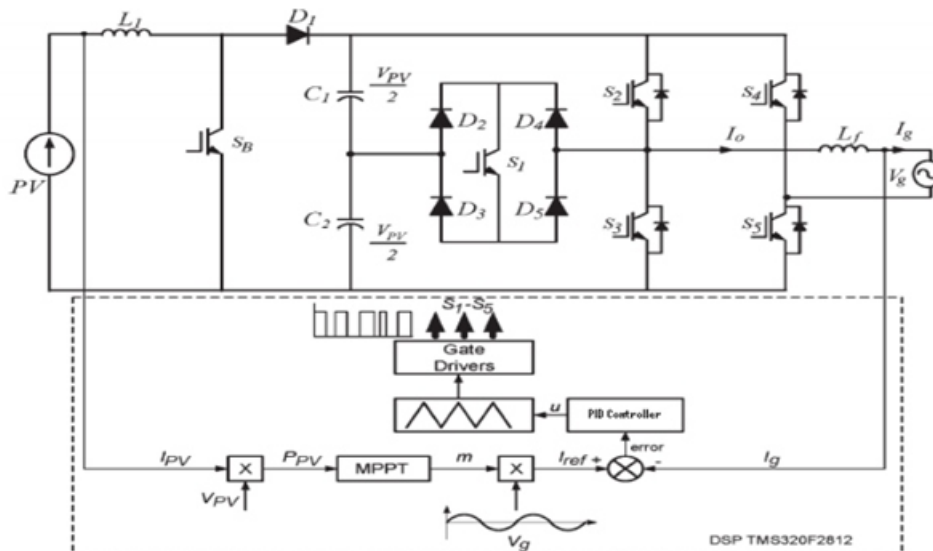 L1
D1
C1
VPV
2
D2
D4
S2
S4
PV
SB
S1
Io
Lf
Ig
Vg
C2
VPV
2
D3
D5
S3
S5
S1-S5
Gate
Drivers
u
PID Controller
error
IPV
X
PPV
MPPT
m
X
Iref
+
-
Ig
VPV
Vg
DSP TMS320F2812